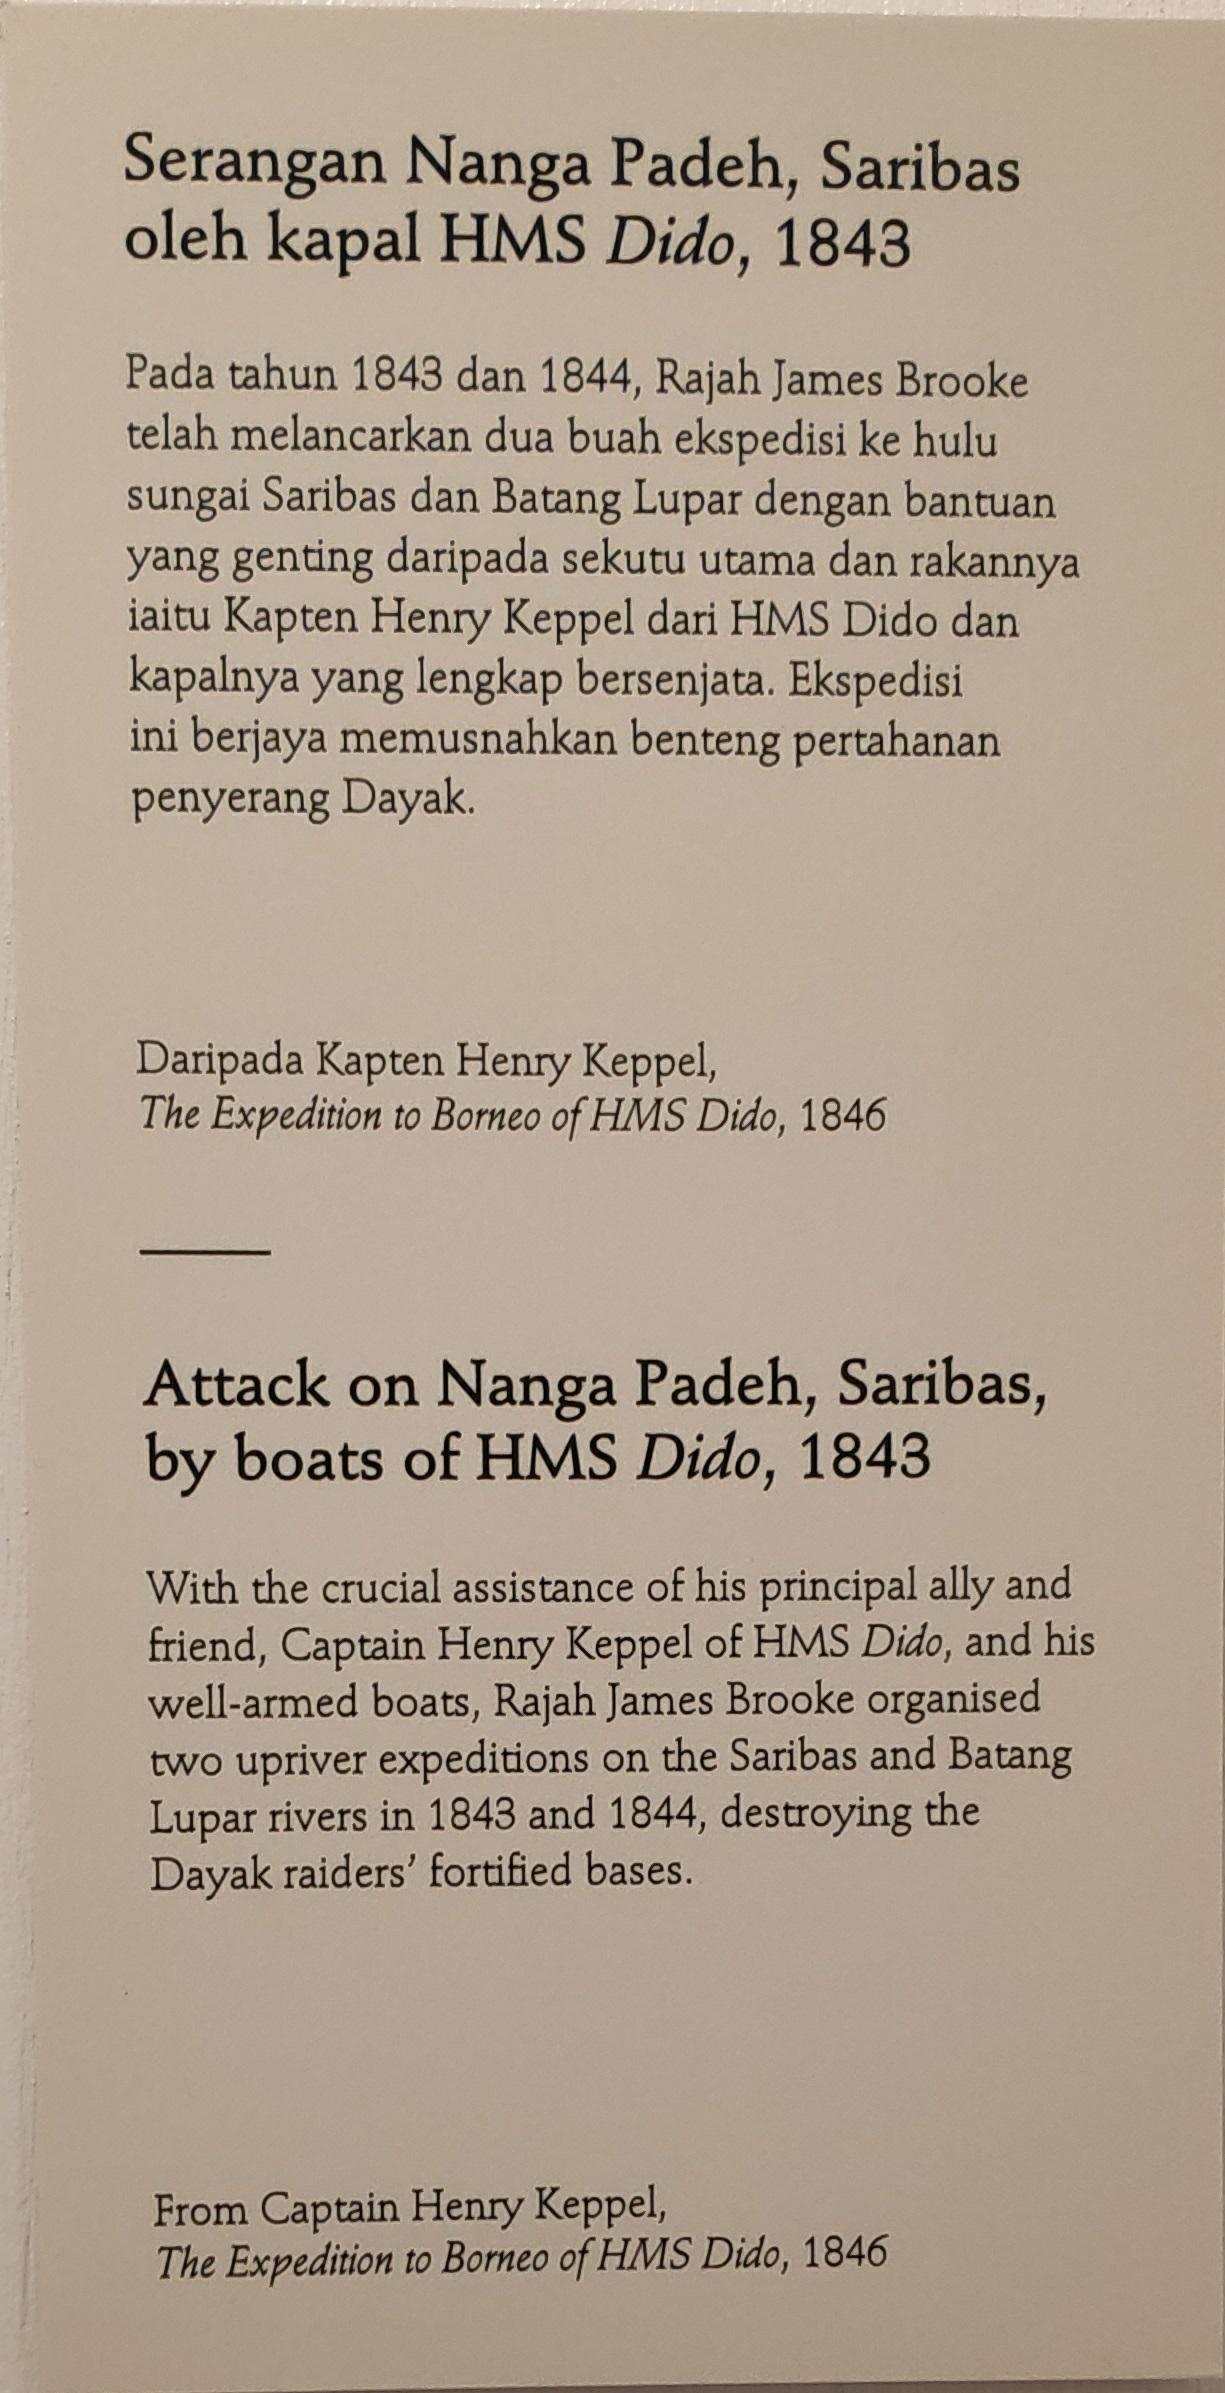 Serangan Nanga Padeh, Saribas
oleh kapal HMS Dido, 1843
Pada tahun 1843 dan 1844, Rajah James Brooke
telah melancarkan dua buah ekspedisi ke hulu
sungai Saribas dan Batang Lupar dengan bantuan
yang genting daripada sekutu utama dan rakannya
iaitu Kapten Henry Keppel dari HMS Dido dan
kapalnya yang lengkap bersenjata. Ekspedisi
ini berjaya memusnahkan benteng pertahanan
penyerang Dayak.
Daripada Kapten Henry Keppel,
The Expedition to Borneo of HMS Dido, 1846
Attack on Nanga Padeh, Saribas,
by boats of HMS Dido, 1843
With the crucial assistance of his principal ally and
friend, Captain Henry Keppel of HMS Dido, and his
well-armed boats, Rajah James Brooke organised
two upriver expeditions on the Saribas and Batang
Lupar rivers in 1843 and 1844, destroying the
Dayak raiders' fortified bases.
From Captain Henry Keppel,
The Expedition to Borneo of HMS Dido, 1846